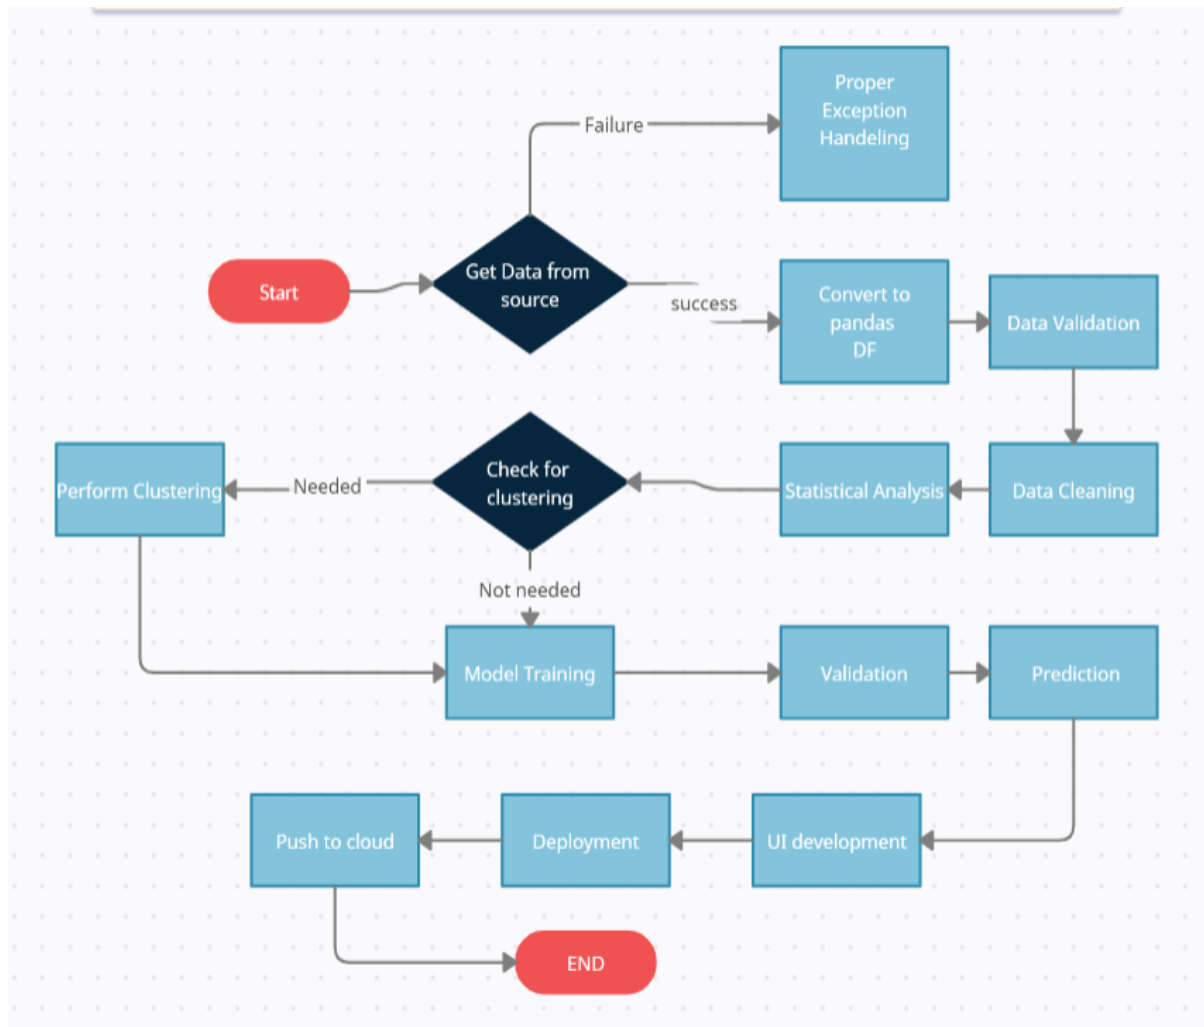 Proper
Exception
Handeling
Failure
Get Data from
source
Start
success
Convert to
pandas
DF
Data Validation
Perform Clustering
Needed
Check for
clustering
Statistical Analysis
Data Cleaning
Not needed
Model Training
Validation
Prediction
Push to cloud
Deployment
UI development
END